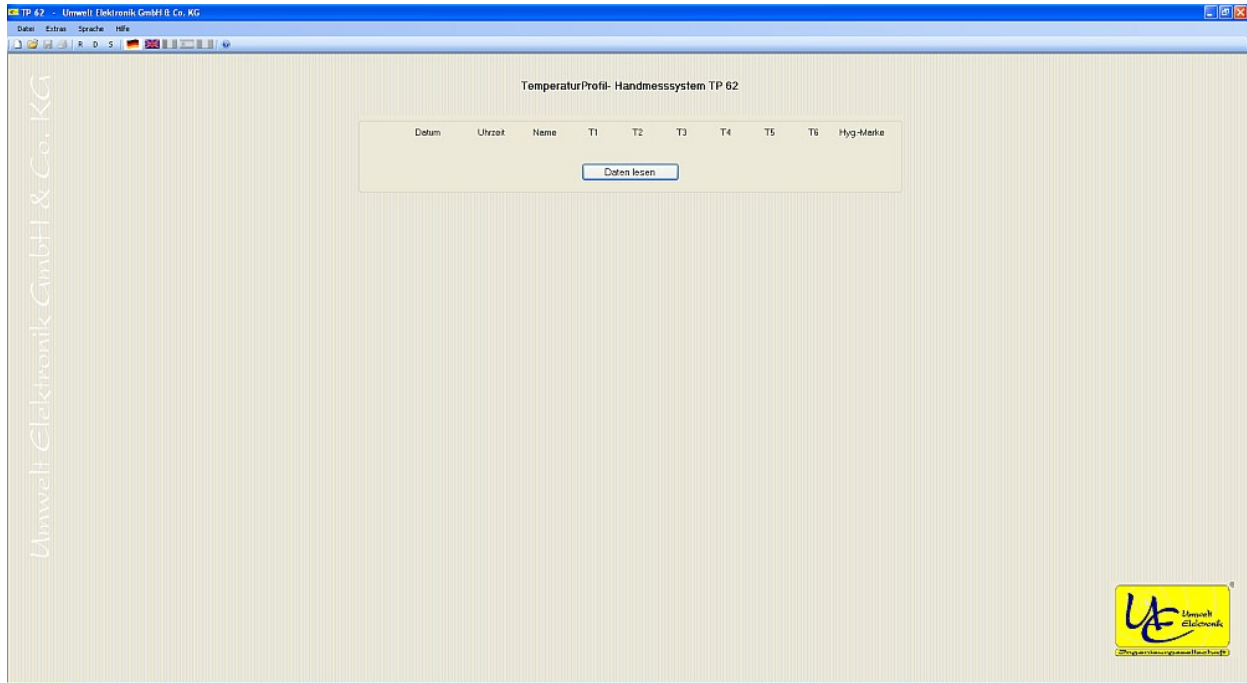 TP 62 - Umwelt Elektronik GmbH & Co. KG
Datei Extras Sprache Hilfe
R D S
TemperaturProfil- Handmesssystem TP 62
Datum Uhrzeit Name T1 T2 T3 T4 T5 T6 Hyg.-Marke
Daten lesen
Umwelt Elektronik GmbH & Co. KG
Umwelt
Elektronik
Ingenieurgesellschaft